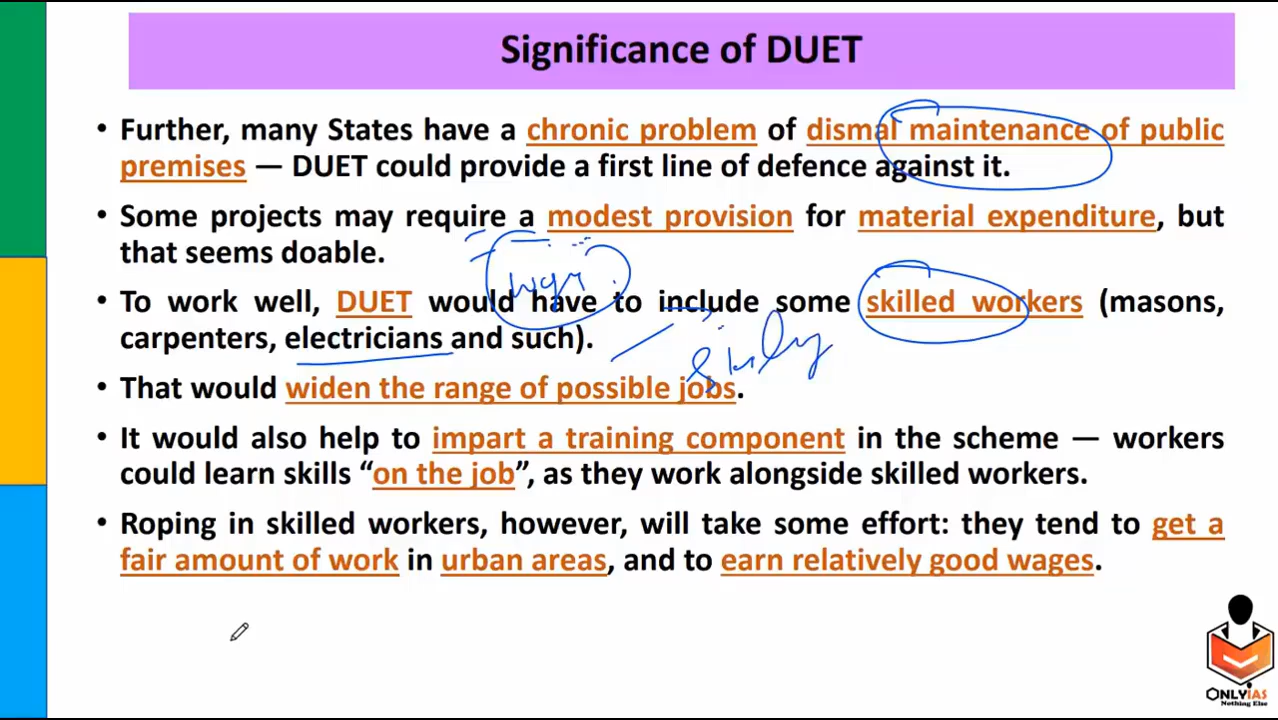 Significance of DUET
• Further, many States have a chronic problem of dismal maintenance of public
premises — DUET could provide a first line of defence against it.
• Some projects may require a modest provision for material expenditure, but
that seems doable.
• To work well, DUET would have to include some skilled workers (masons,
carpenters, electricians and such).
• That would widen the range of possible jobs.
• It would also help to impart a training component in the scheme — workers
could learn skills “on the job”, as they work alongside skilled workers.
• Roping in skilled workers, however, will take some effort: they tend to get a
fair amount of work in urban areas, and to earn relatively good wages.
ONLYIAS
Nothing Else